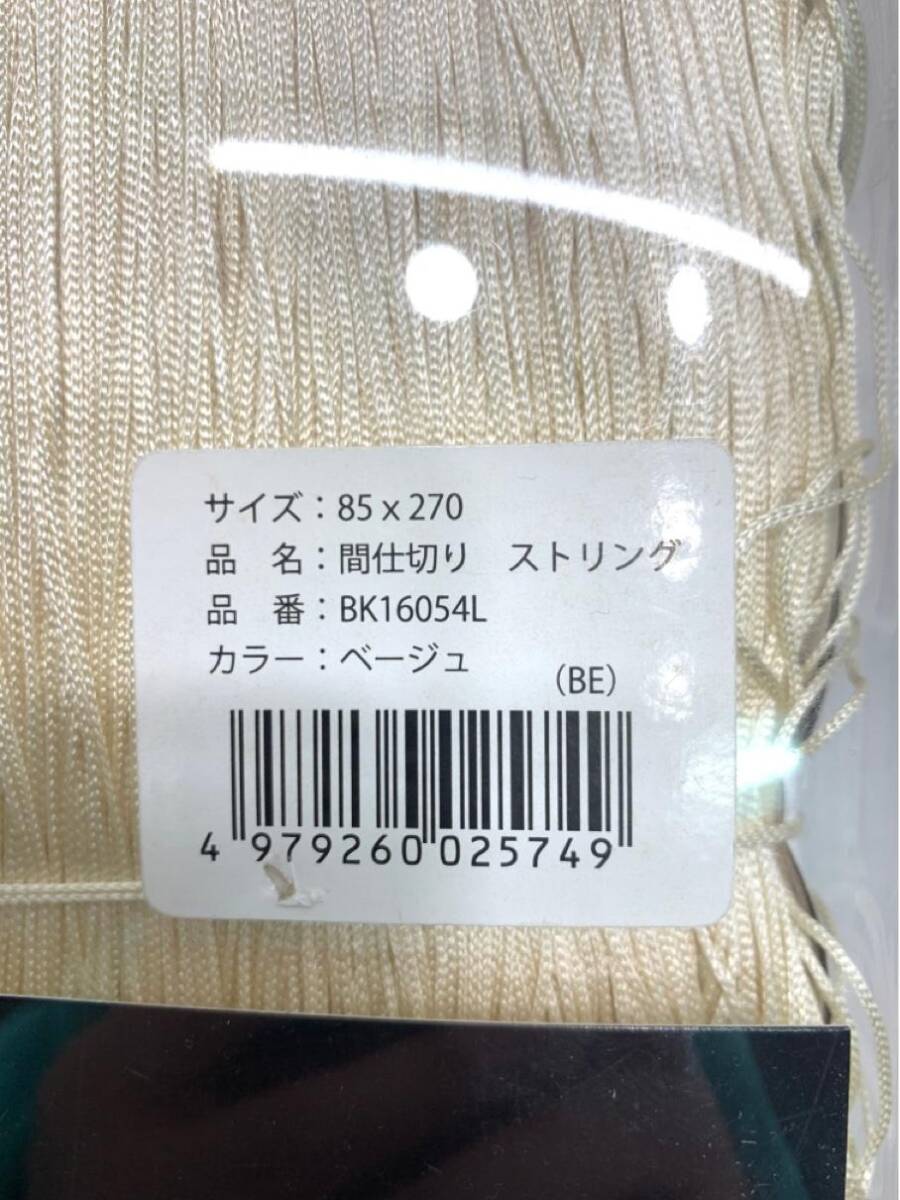 サイズ：85 x 270
品　名：間仕切り　ストリング
品　番：BK16054L
カラー：ベージュ
（BE）
4 979260 025749